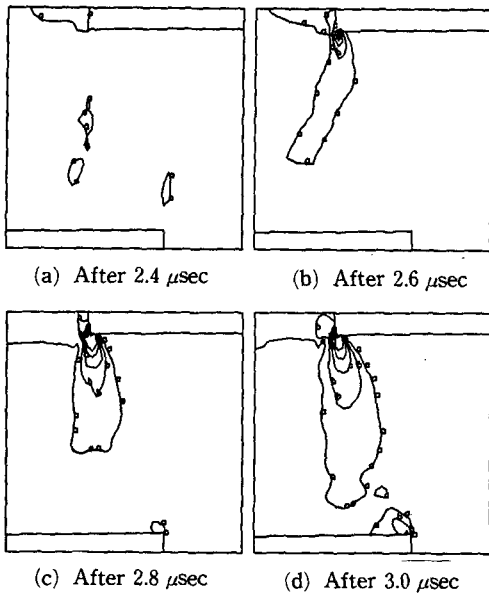 (a) After 2.4 μsec
(b) After 2.6 μsec
(c) After 2.8 μsec
(d) After 3.0 μsec